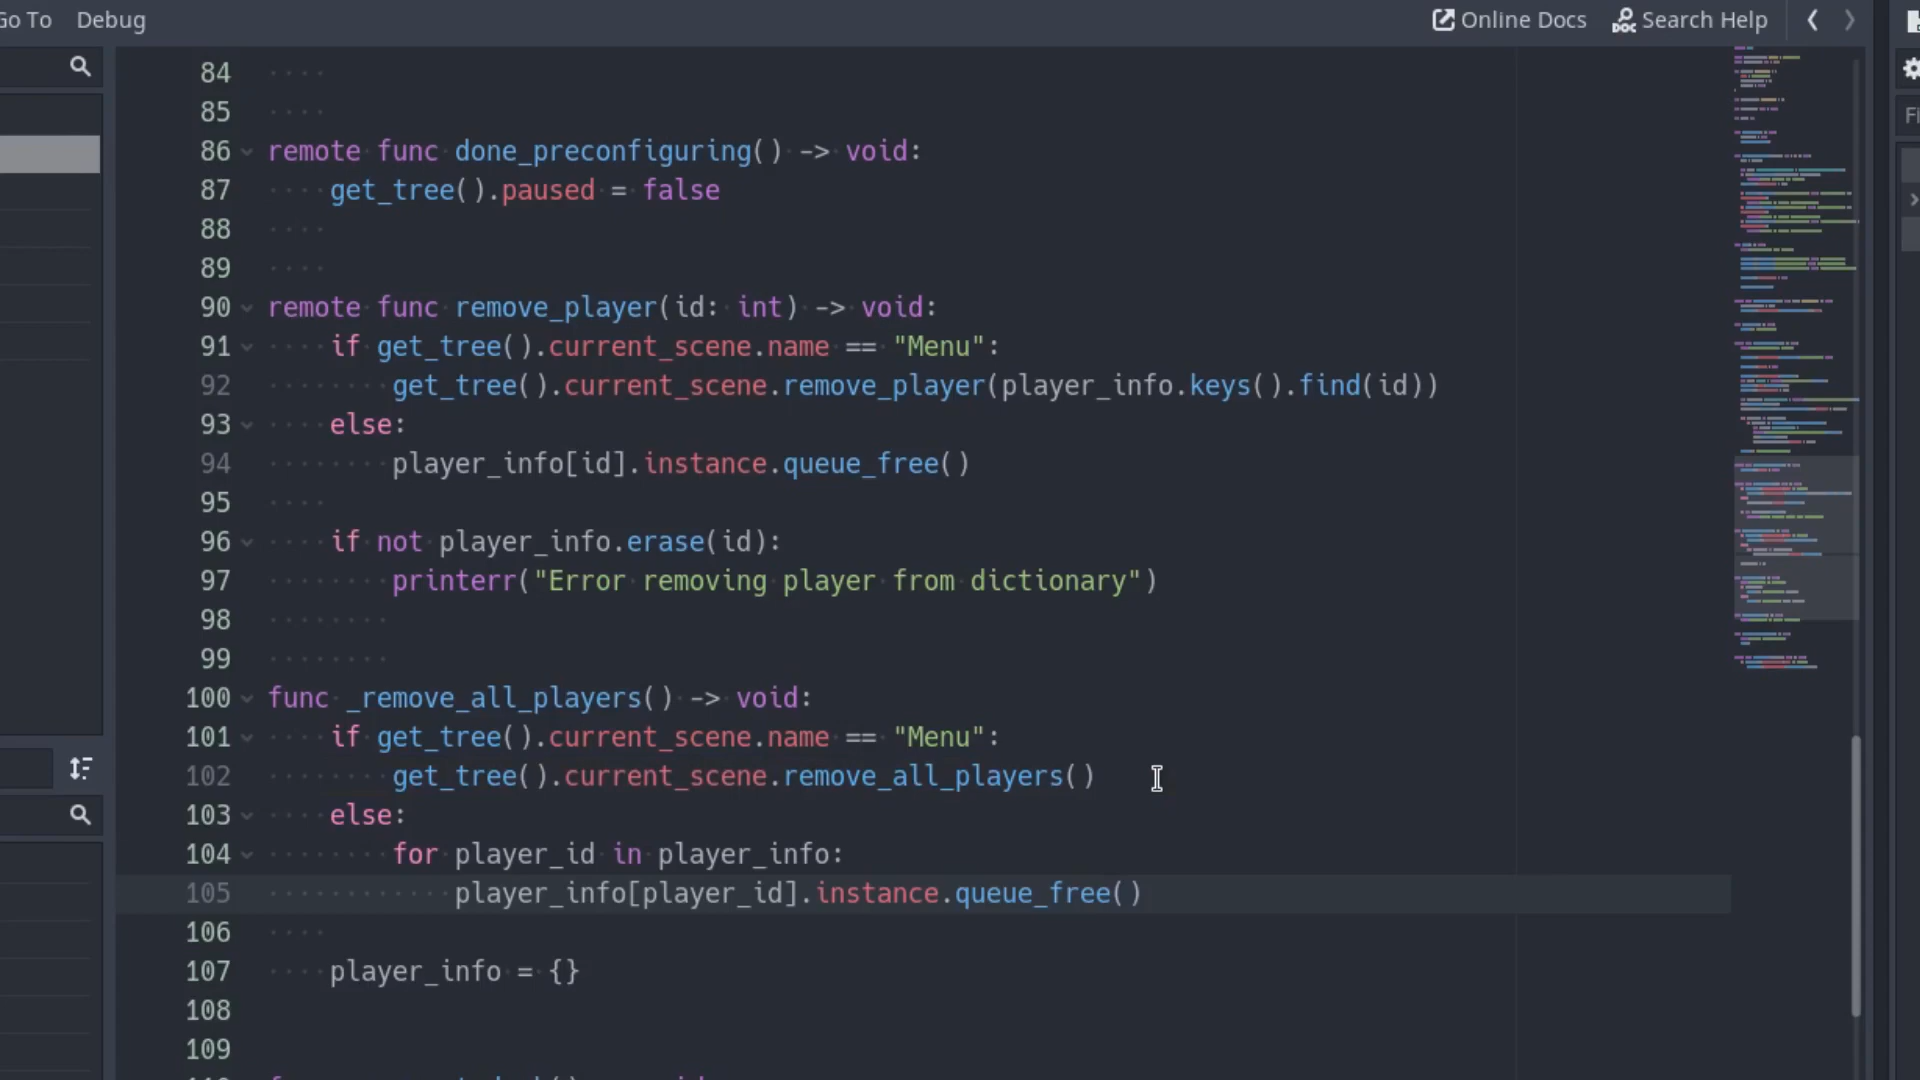 Go To Debug Online Docs Search Help
84
85
86 remote func done_preconfiguring() -> void:
87 get_tree().paused = false
88
89
90 remote func remove_player(id: int) -> void:
91 if get_tree().current_scene.name == "Menu":
92 get_tree().current_scene.remove_player(player_info.keys().find(id))
93 else:
94 player_info[id].instance.queue_free()
95
96 if not player_info.erase(id):
97 printerr("Error removing player from dictionary")
98
99
100 func _remove_all_players() -> void:
101 if get_tree().current_scene.name == "Menu":
102 get_tree().current_scene.remove_all_players()
103 else:
104 for player_id in player_info:
105 player_info[player_id].instance.queue_free()
106
107 player_info = {}
108
109